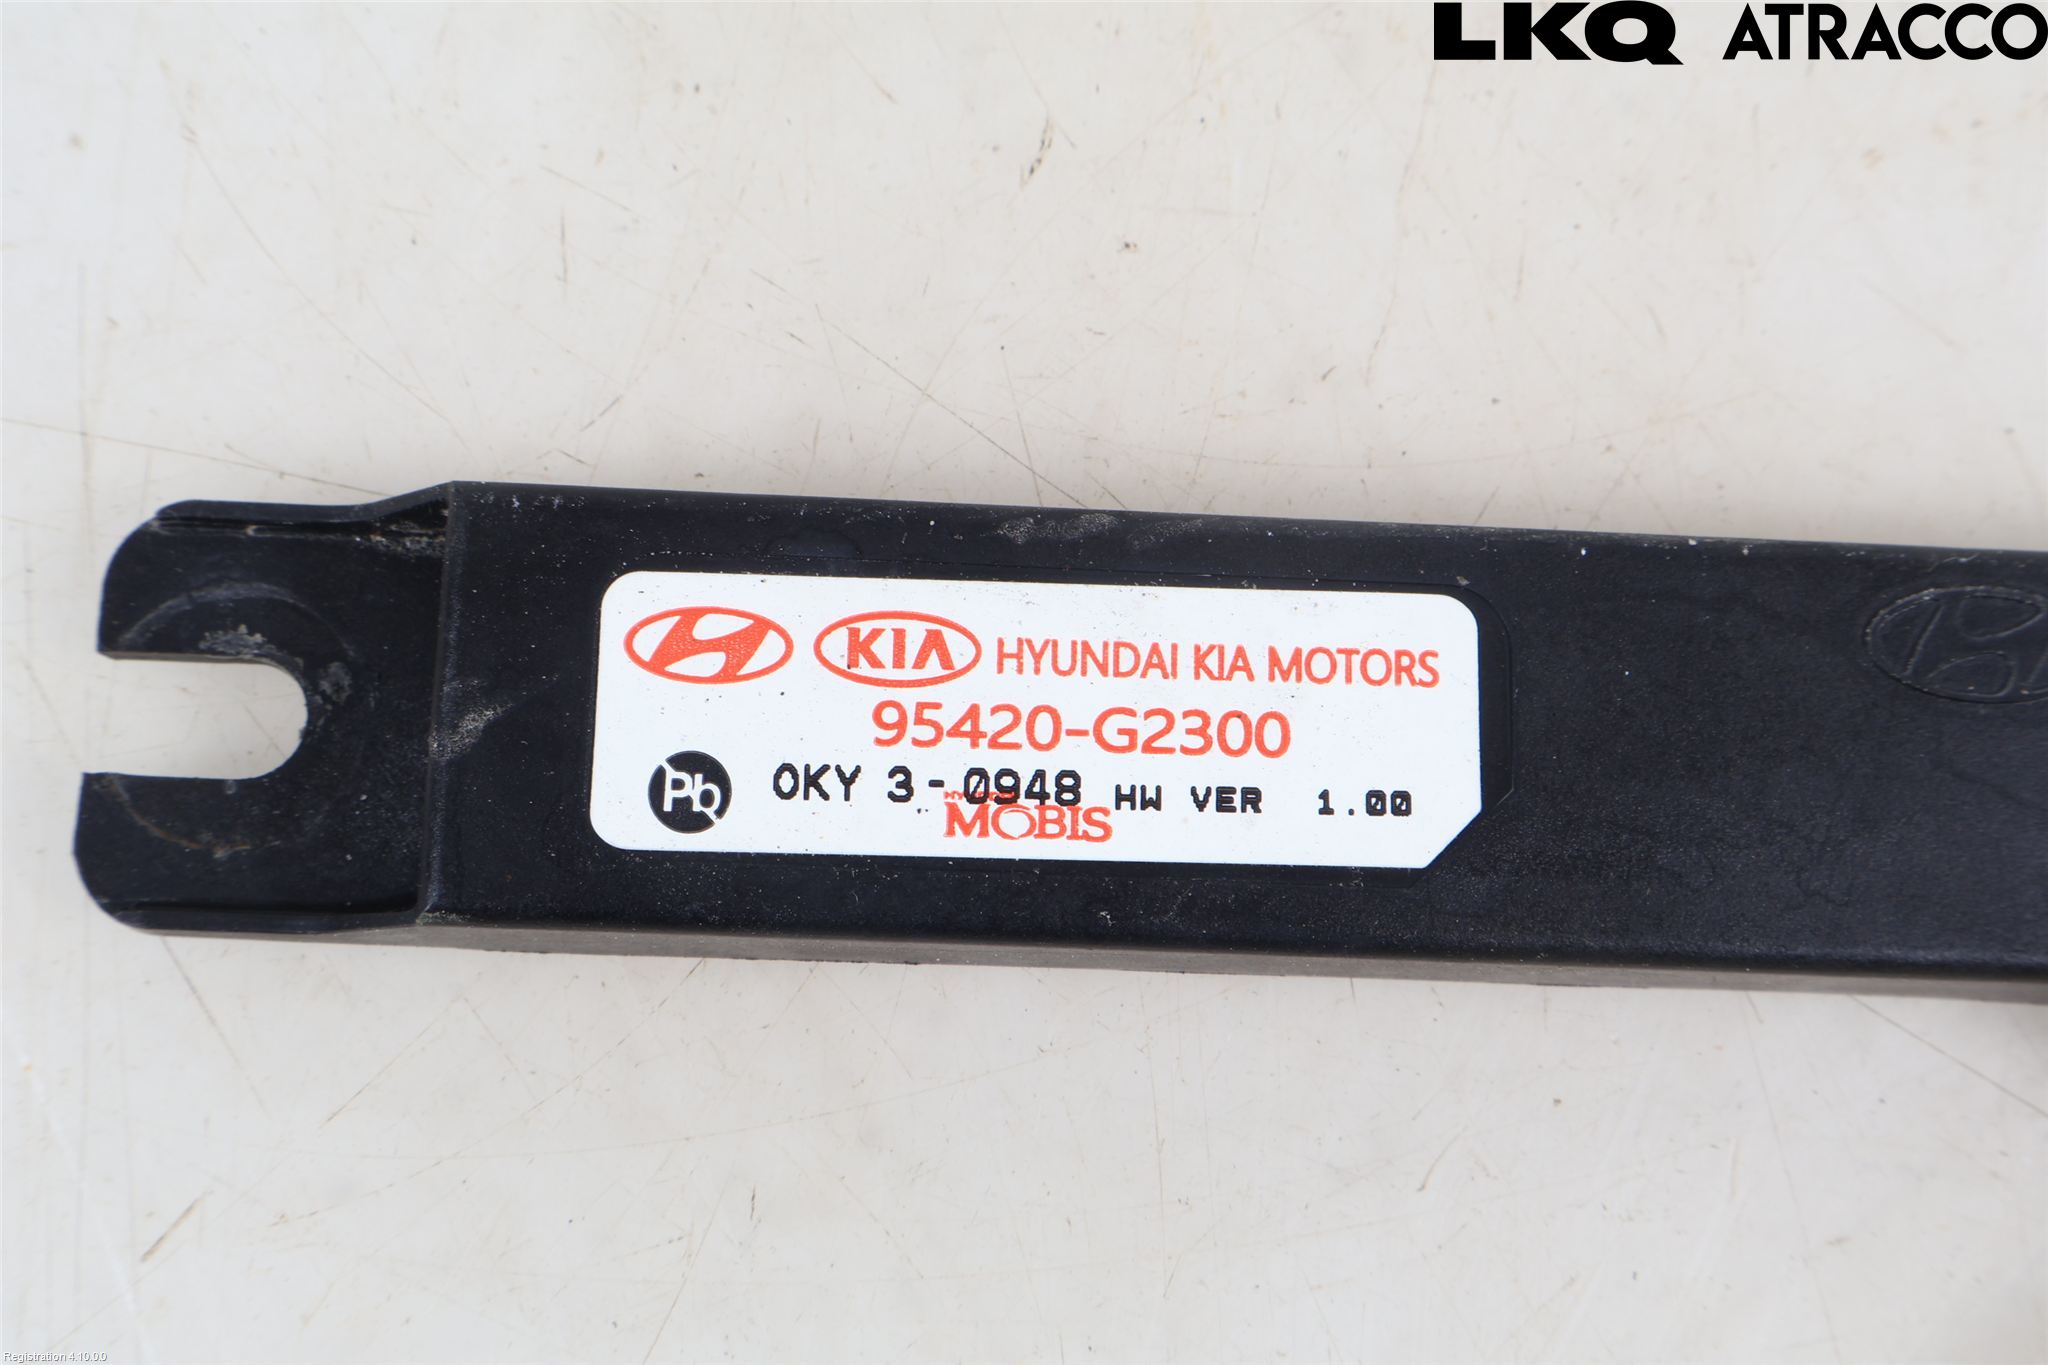 LKQ ATRACCO
KIA HYUNDAI KIA MOTORS
95420-G2300
Pb OKY 3-0948 HW VER 1.00
MOBIS
Registration 4.10.0.0